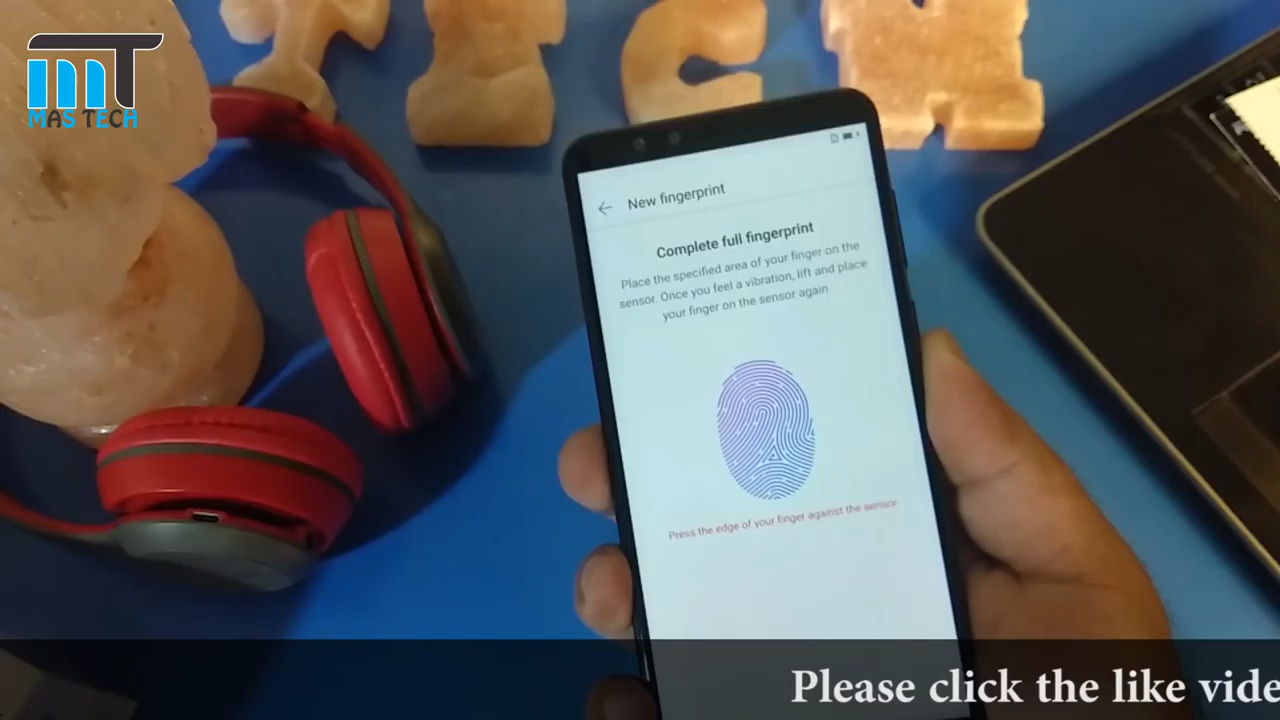 TECH
mT
MAS TECH
New fingerprint
Complete full fingerprint
Place the specified area of your finger on the
sensor. Once you feel a vibration, lift and place
your finger on the sensor again
Press the edge of your finger against the sensor
Please click the like vide